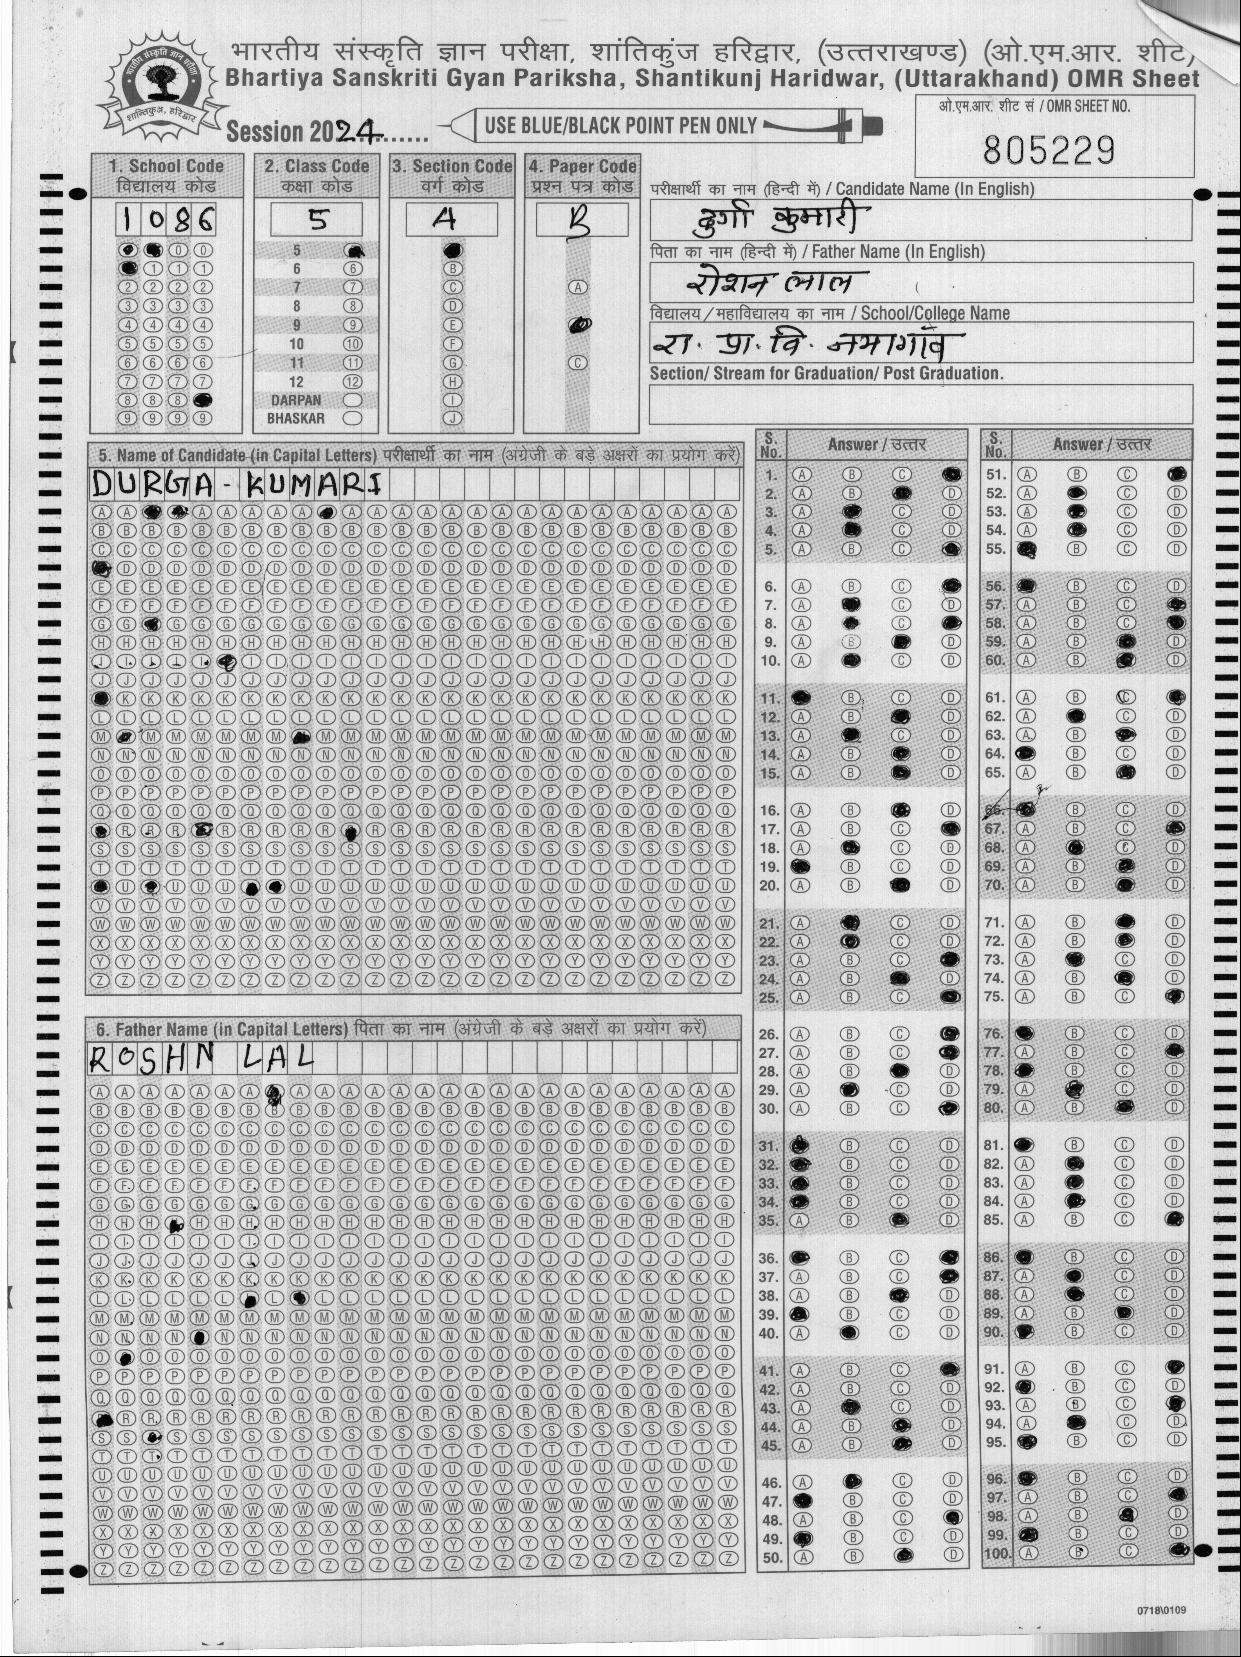 भारतीय संस्कृति ज्ञान परीक्षा, शांतिकुंज हरिद्वार, (उत्तराखण्ड) (ओ.एम.आर. शीट)
Bhartiya Sanskriti Gyan Pariksha, Shantikunj Haridwar, (Uttarakhand) OMR Sheet
शान्तिकुञ्ज, हरिद्वार
Session 2024........
USE BLUE/BLACK POINT PEN ONLY
ओ.एम.आर. शीट सं / OMR SHEET NO.
805229
1. School Code
विद्यालय कोड
1086
2. Class Code
कक्षा कोड
5
3. Section Code
वर्ग कोड
A
4. Paper Code
प्रश्न पत्र कोड
B
5
6
7
8
9
10
11
12
DARPAN
BHASKAR
परीक्षार्थी का नाम (हिन्दी में) / Candidate Name (In English)
दुर्गा कुमारी
पिता का नाम (हिन्दी में) / Father Name (In English)
रोशन लाल
विद्यालय/महाविद्यालय का नाम / School/College Name
रा. प्रा. वि. नयागाँव
Section/ Stream for Graduation/ Post Graduation.
5. Name of Candidate (in Capital Letters) परीक्षार्थी का नाम (अंग्रेजी के बड़े अक्षरों का प्रयोग करें)
DURGA-KUMARI
6. Father Name (in Capital Letters) पिता का नाम (अंग्रेजी के बड़े अक्षरों का प्रयोग करें)
ROSHN LAL
S. No. Answer / उत्तर
S. No. Answer / उत्तर
0718\0109